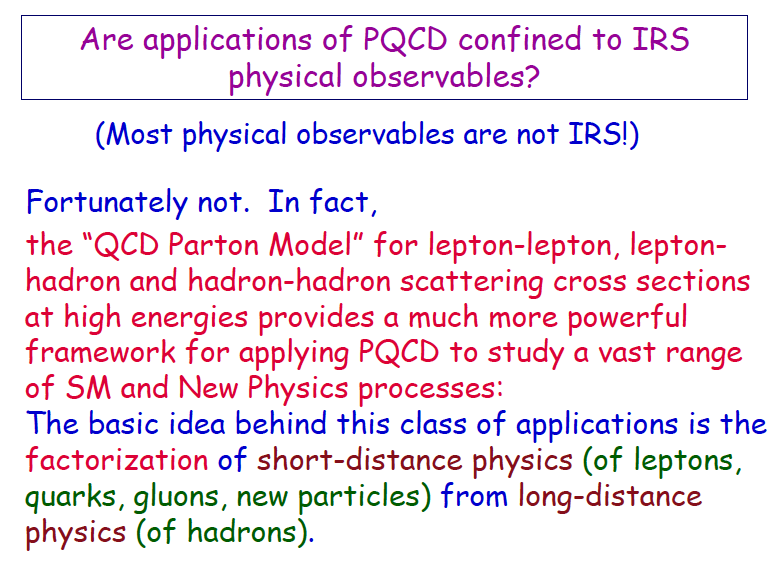 Are applications of PQCD confined to IRS
physical observables?
(Most physical observables are not IRS!)
Fortunately not.  In fact,
the “QCD Parton Model” for lepton-lepton, lepton-
hadron and hadron-hadron scattering cross sections
at high energies provides a much more powerful
framework for applying PQCD to study a vast range
of SM and New Physics processes:
The basic idea behind this class of applications is the
factorization of short-distance physics (of leptons,
quarks, gluons, new particles) from long-distance
physics (of hadrons).